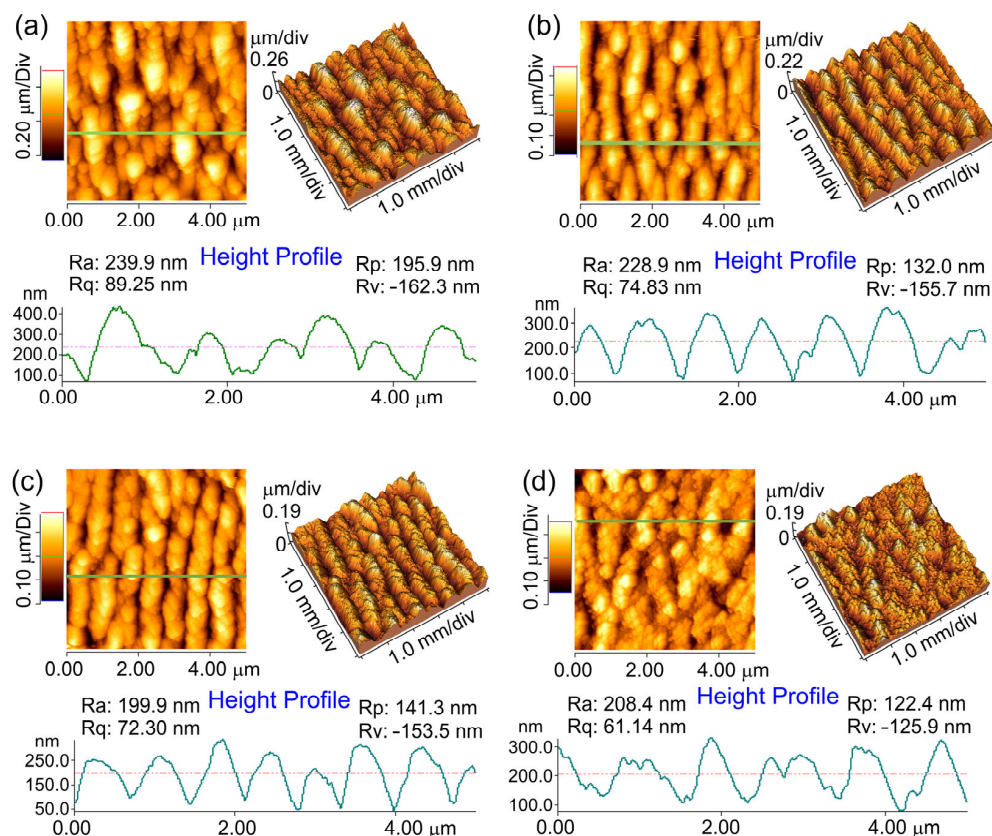 (a)
0.20 µm/Div
0.00 2.00 4.00 µm
µm/div
0.26
0
1.0 mm/div
1.0 mm/div
Height Profile
Ra: 239.9 nm
Rq: 89.25 nm
Rp: 195.9 nm
Rv: -162.3 nm
nm
400.0
300.0
200.0
100.0
0.00 2.00 4.00 µm
(b)
0.10 µm/Div
0.00 2.00 4.00 µm
µm/div
0.22
0
1.0 mm/div
1.0 mm/div
Height Profile
Ra: 228.9 nm
Rq: 74.83 nm
Rp: 132.0 nm
Rv: -155.7 nm
nm
300.0
200.0
100.0
0.00 2.00 4.00 µm
(c)
0.10 µm/Div
0.00 2.00 4.00 µm
µm/div
0.19
0
1.0 mm/div
1.0 mm/div
Height Profile
Ra: 199.9 nm
Rq: 72.30 nm
Rp: 141.3 nm
Rv: -153.5 nm
nm
250.0
150.0
50.0
0.00 2.00 4.00 µm
(d)
0.10 µm/Div
0.00 2.00 4.00 µm
µm/div
0.19
0
1.0 mm/div
1.0 mm/div
Height Profile
Ra: 208.4 nm
Rq: 61.14 nm
Rp: 122.4 nm
Rv: -125.9 nm
nm
300.0
200.0
100.0
0.00 2.00 4.00 µm